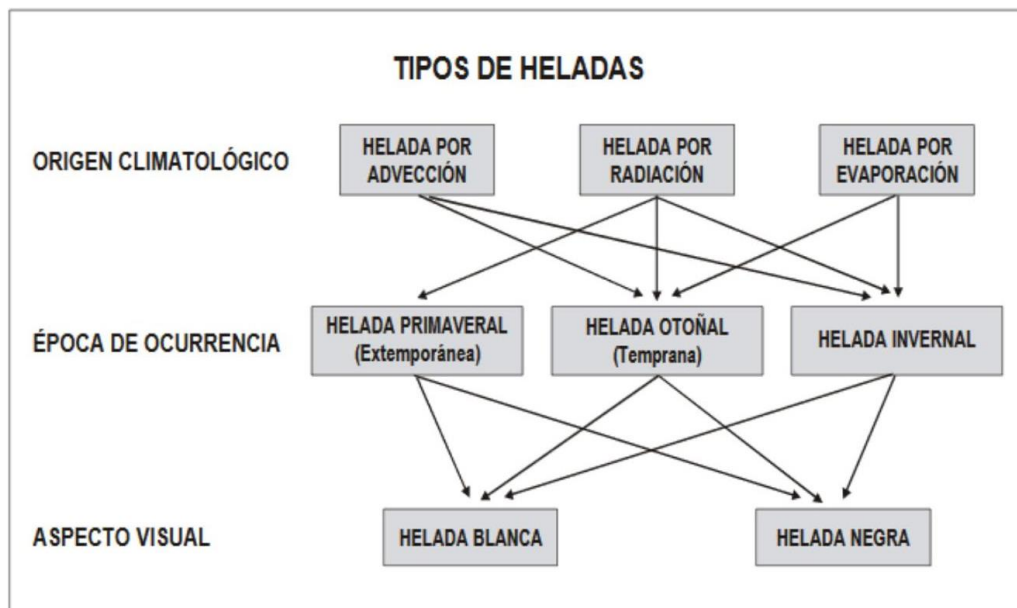 TIPOS DE HELADAS
ORIGEN CLIMATOLÓGICO
HELADA POR
ADVECCIÓN
HELADA POR
RADIACIÓN
HELADA POR
EVAPORACIÓN
ÉPOCA DE OCURRENCIA
HELADA PRIMAVERAL
(Extemporánea)
HELADA OTOÑAL
(Temprana)
HELADA INVERNAL
ASPECTO VISUAL
HELADA BLANCA
HELADA NEGRA